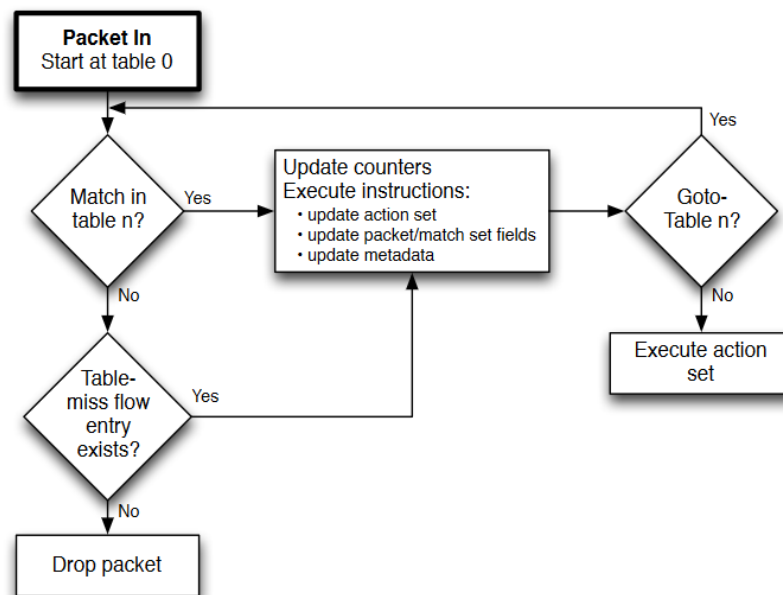 Packet In
Start at table 0
Yes
Match in
table n?
Yes
Update counters
Execute instructions:
• update action set
• update packet/match set fields
• update metadata
Goto-
Table n?
No
No
Execute action
set
Table-
miss flow
entry
exists?
Yes
No
Drop packet